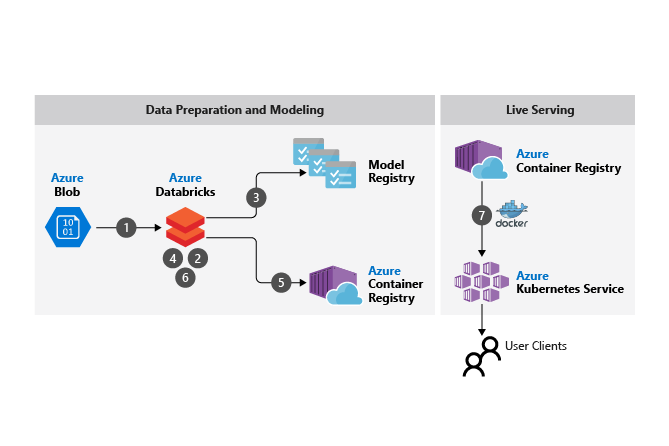 Data Preparation and Modeling
Live Serving
Azure
Blob
10
01
1
Azure
Databricks
4
2
6
3
Model
Registry
5
Azure
Container
Registry
Azure
Container Registry
7
docker
Azure
Kubernetes Service
User Clients